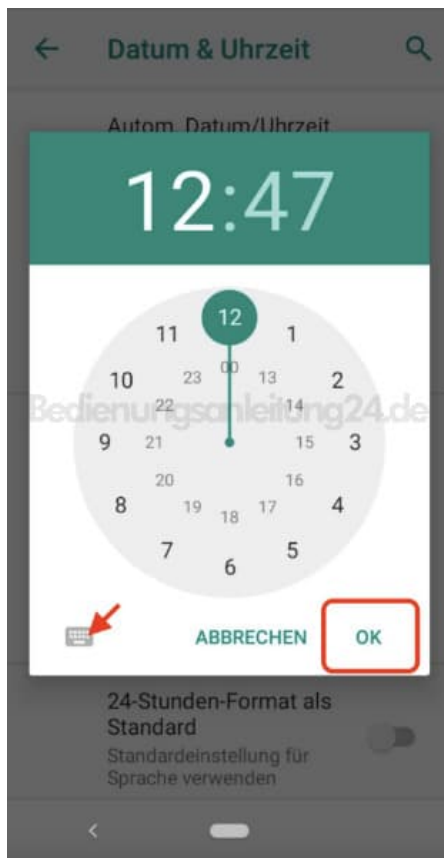 Datum & Uhrzeit
Autom. Datum/Uhrzeit
12:47
12
11
1
00
23
13
10
2
22
14
Bedienungsanleitung24.de
9
21
15
3
20
16
8
4
19
17
18
7
5
6
ABBRECHEN
OK
24-Stunden-Format als
Standard
Standardeinstellung für
Sprache verwenden